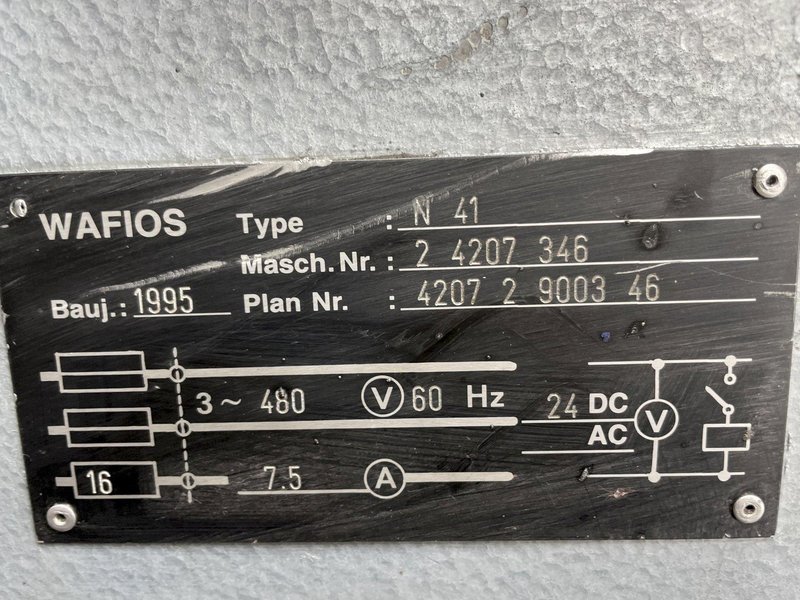 WAFIOS Type : N 41
Masch. Nr. : 2 4207 346
Bauj.: 1995 Plan Nr. : 4207 2 9003 46
3 ~ 480 V 60 Hz 24 DC V
AC
16 7.5 A